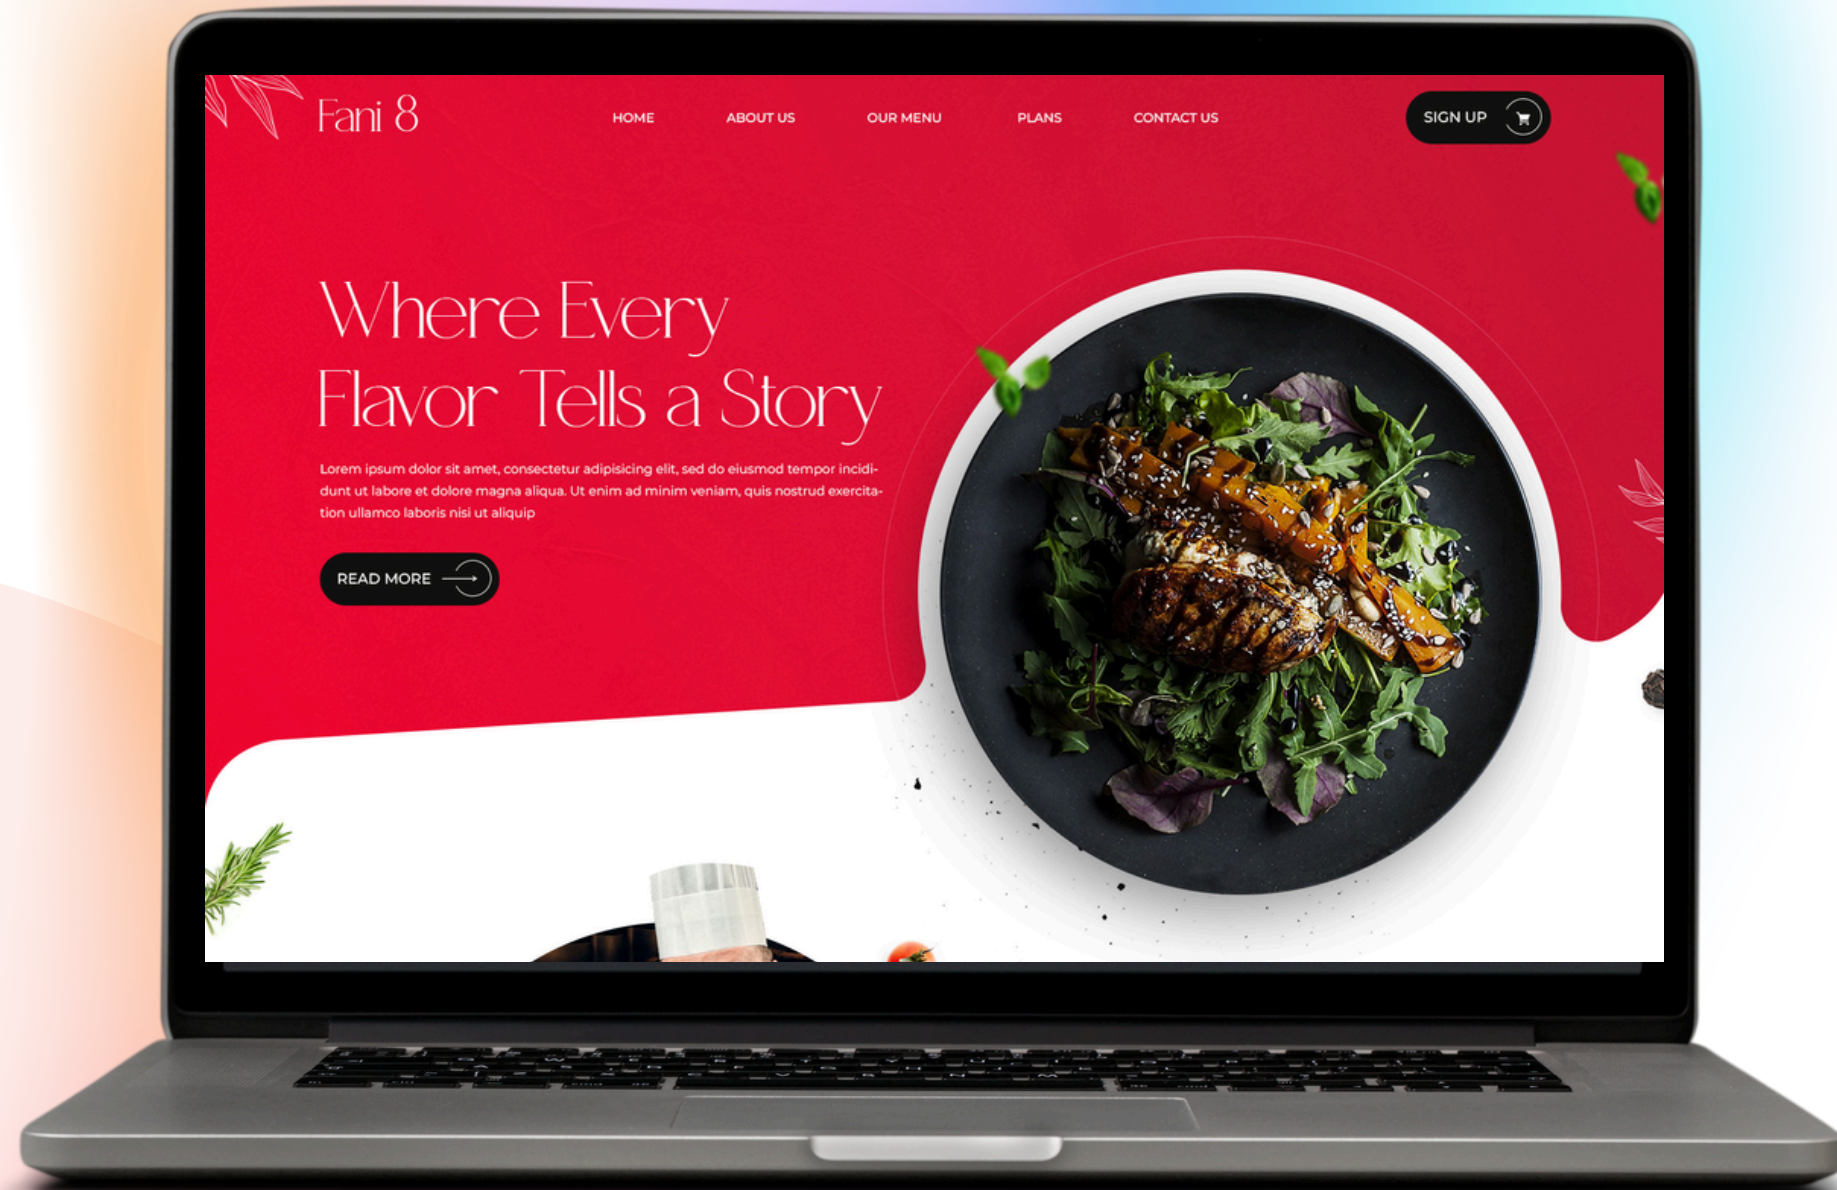 Fani 8
HOME
ABOUT US
OUR MENU
PLANS
CONTACT US
SIGN UP
Where Every
Flavor Tells a Story
Lorem ipsum dolor sit amet, consectetur adipisicing elit, sed do eiusmod tempor incidi-
dunt ut labore et dolore magna aliqua. Ut enim ad minim veniam, quis nostrud exercita-
tion ullamco laboris nisi ut aliquip
READ MORE